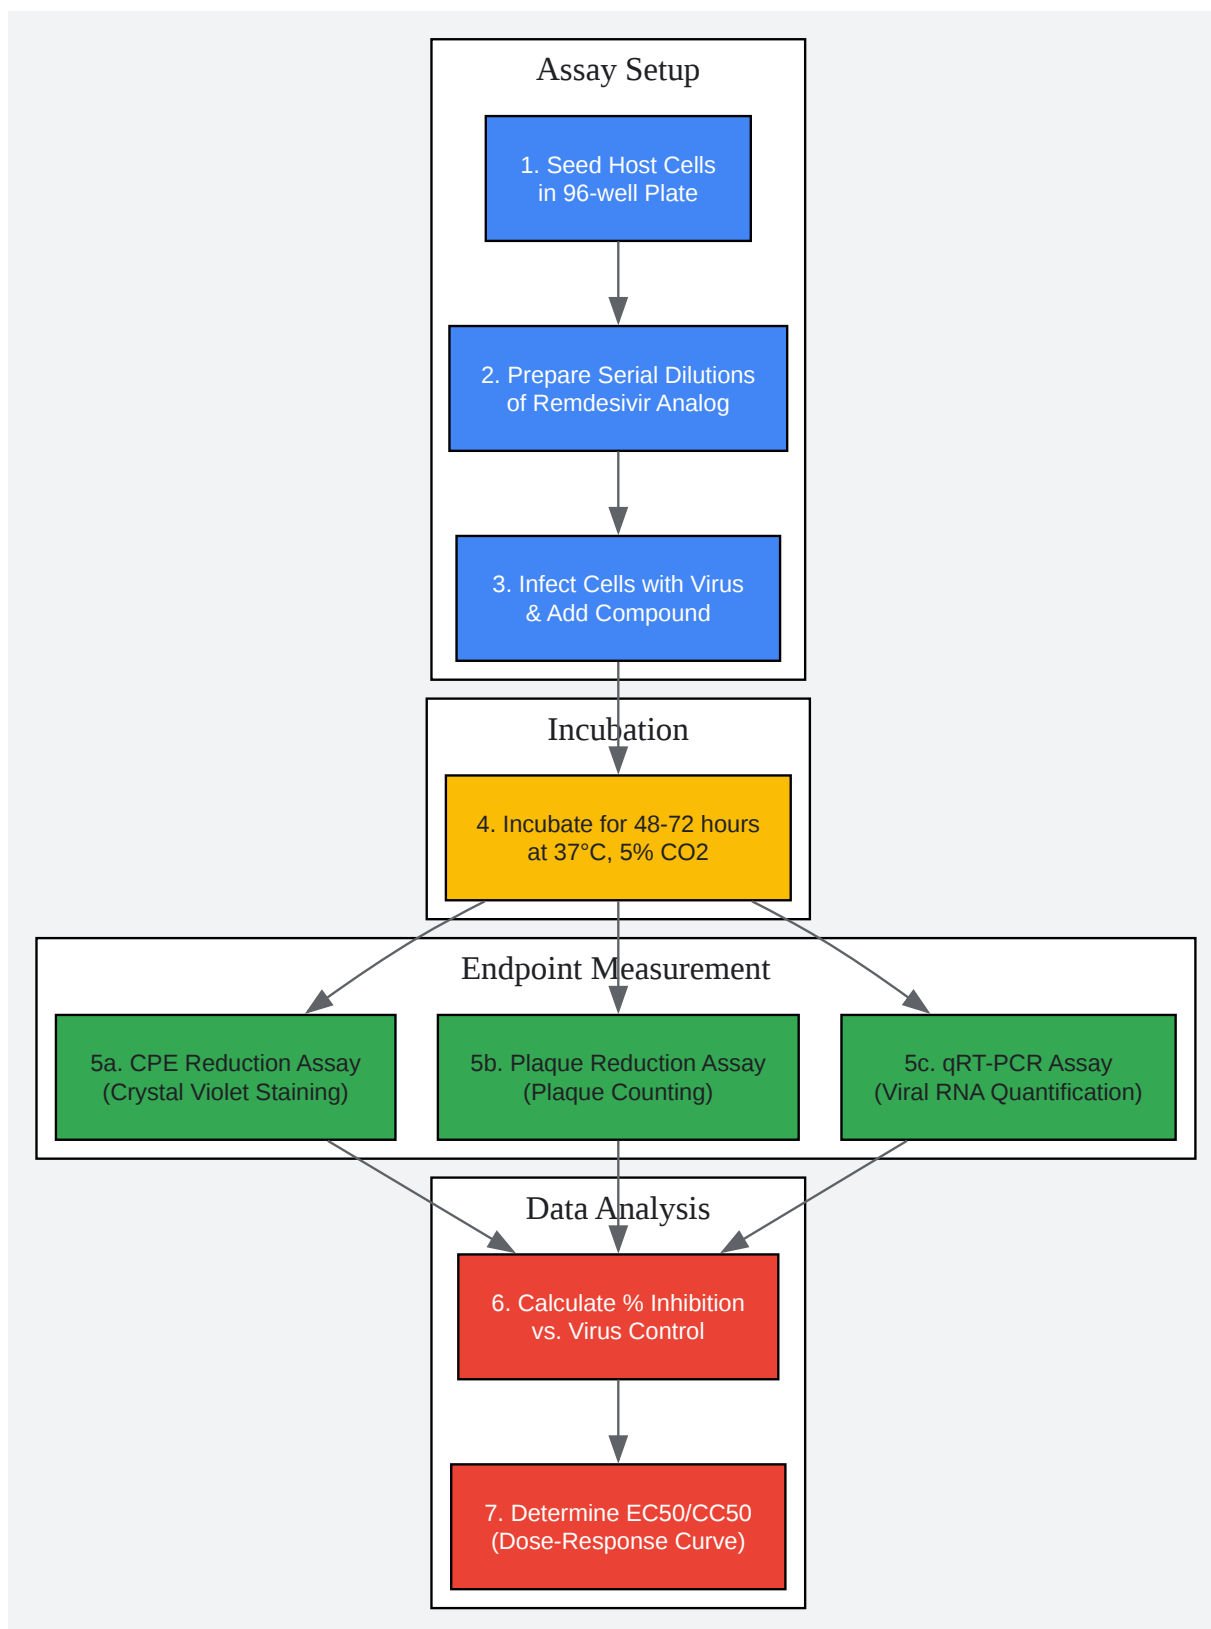 Assay Setup
1. Seed Host Cells
in 96-well Plate
2. Prepare Serial Dilutions
of Remdesivir Analog
3. Infect Cells with Virus
& Add Compound
Incubation
4. Incubate for 48-72 hours
at 37°C, 5% CO2
Endpoint Measurement
5a. CPE Reduction Assay
(Crystal Violet Staining)
5b. Plaque Reduction Assay
(Plaque Counting)
5c. qRT-PCR Assay
(Viral RNA Quantification)
Data Analysis
6. Calculate % Inhibition
vs. Virus Control
7. Determine EC50/CC50
(Dose-Response Curve)